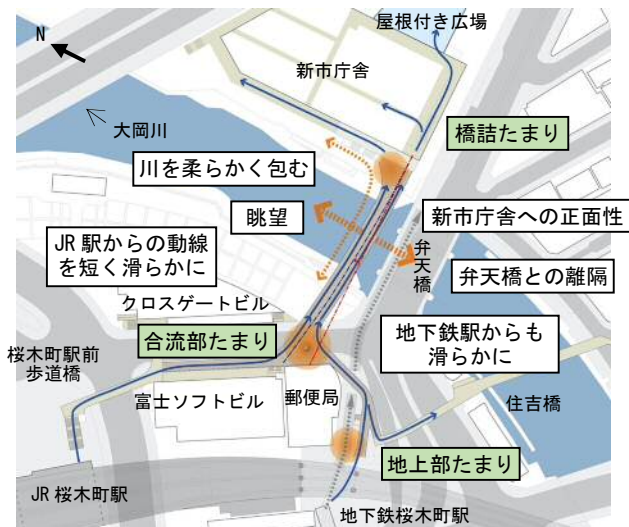 屋根付き広場
N
新市庁舎
大岡川
橋詰たまり
川を柔らかく包む
眺望
新市庁舎への正面性
JR 駅からの動線
を短く滑らかに
弁天橋
弁天橋との離隔
クロスゲートビル
合流部たまり
地下鉄駅からも
滑らかに
桜木町駅前
歩道橋
富士ソフトビル
郵便局
住吉橋
地上部たまり
JR 桜木町駅
地下鉄桜木町駅